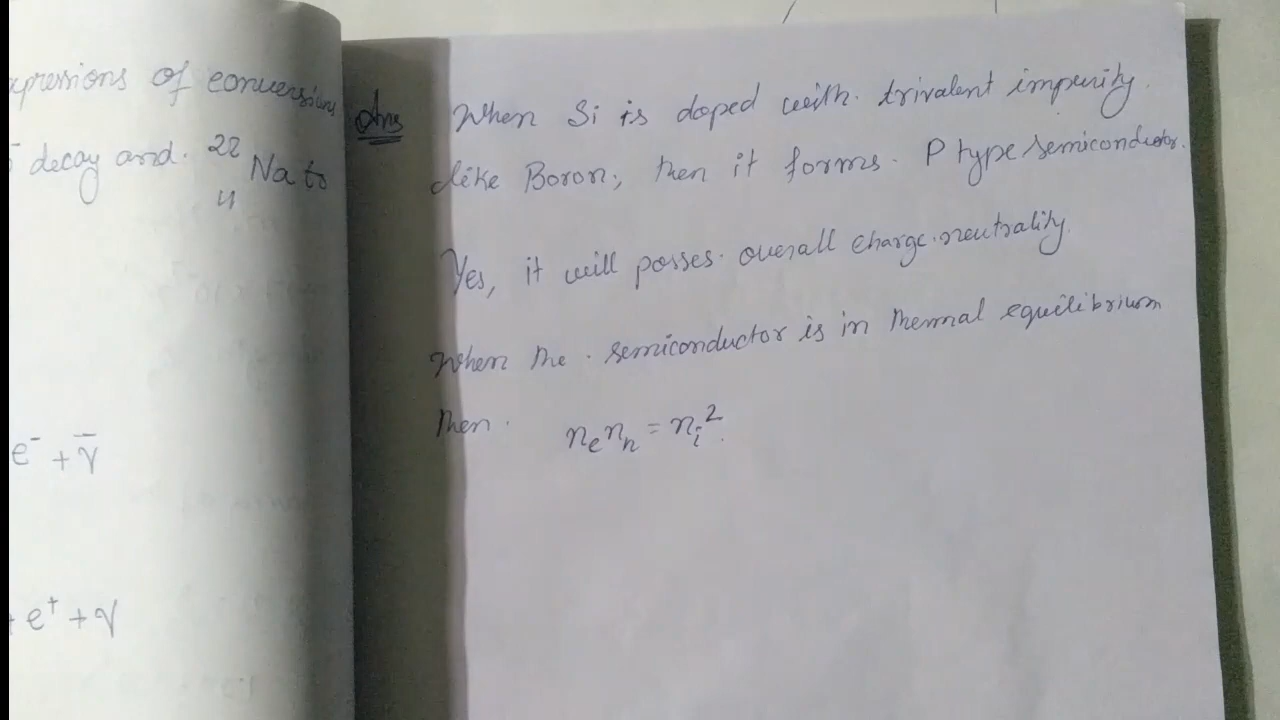 of conversions
decay and 22
11 Na to
e⁻ + ν̄
e⁺ + ν
Ans When Si is doped with trivalent impurity.
like Boron, then it forms P type semiconductor.
Yes, it will posses overall charge neutrality.
When the semiconductor is in thermal equilibrium
then. nₑnₕ = nᵢ²